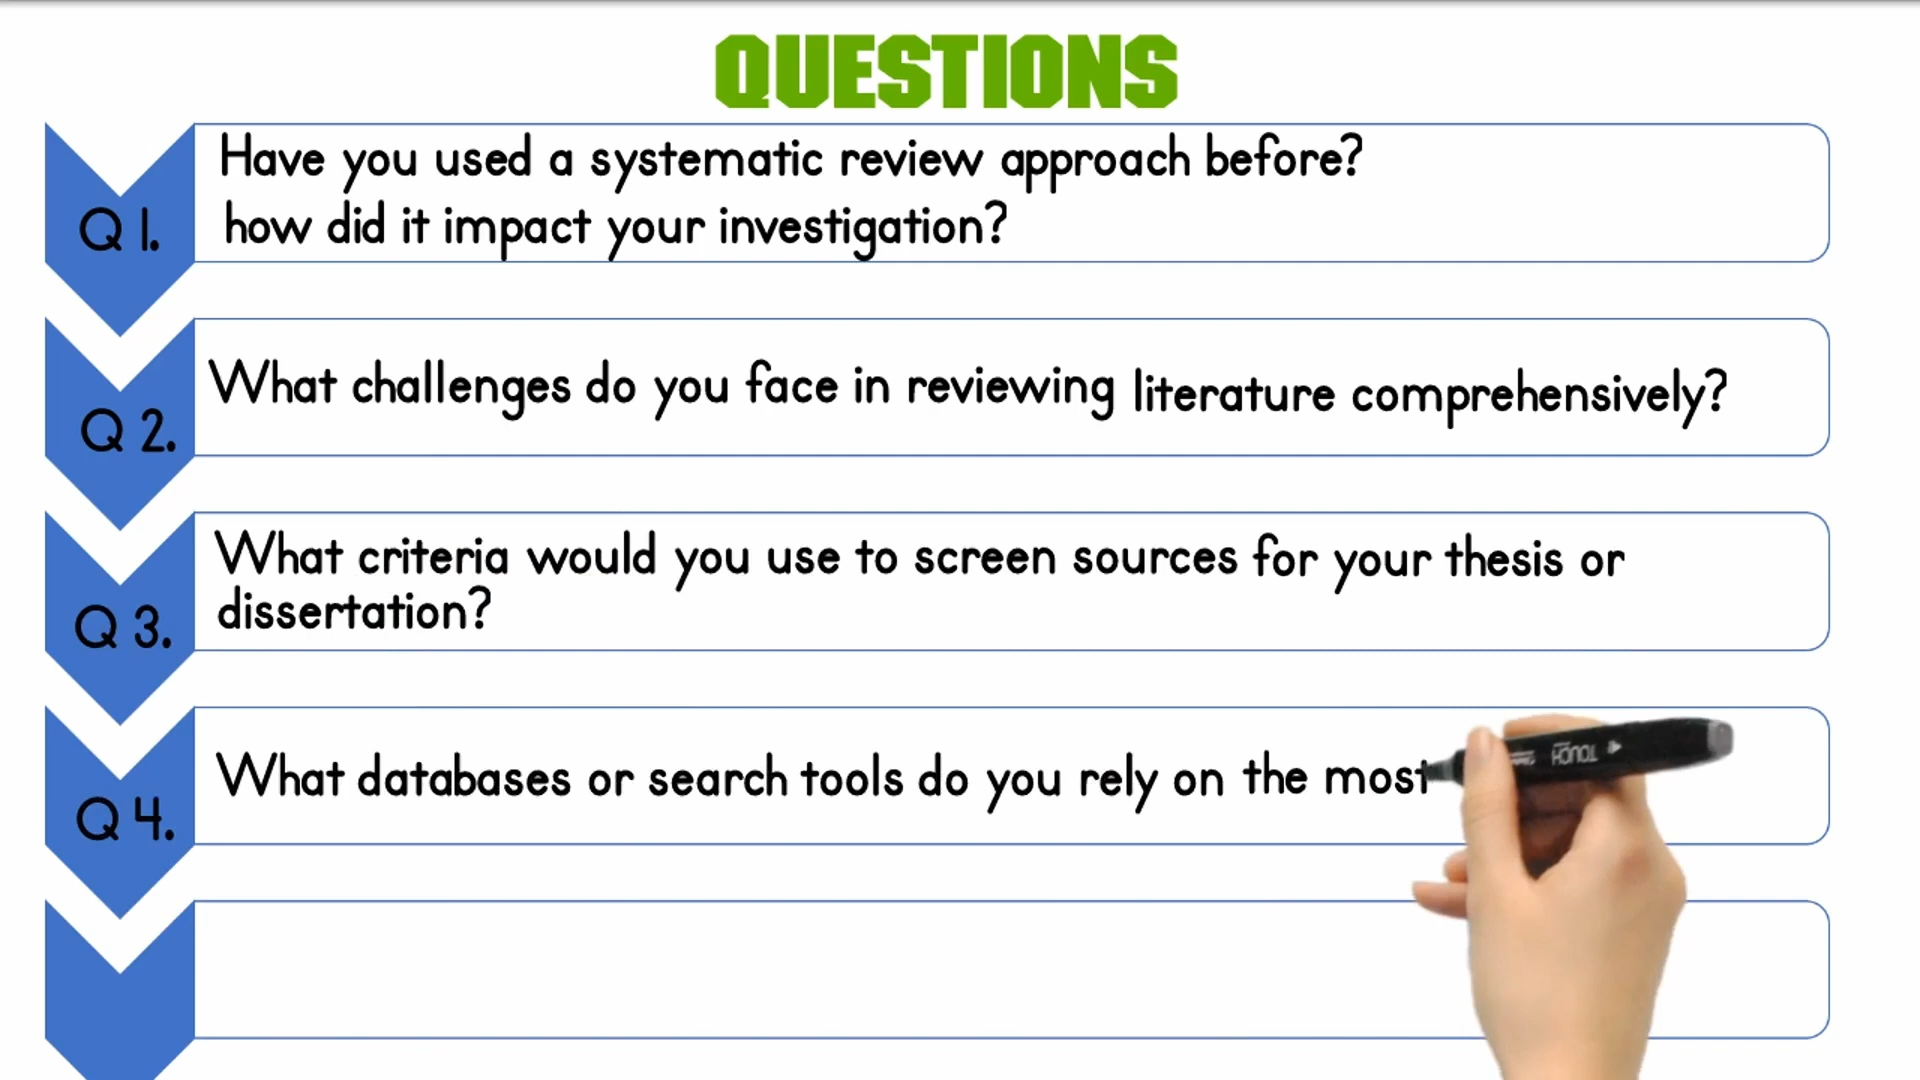 QUESTIONS
Q 1.
Have you used a systematic review approach before?
how did it impact your investigation?
Q 2.
What challenges do you face in reviewing literature comprehensively?
Q 3.
What criteria would you use to screen sources for your thesis or
dissertation?
Q 4.
What databases or search tools do you rely on the most
TOUCH